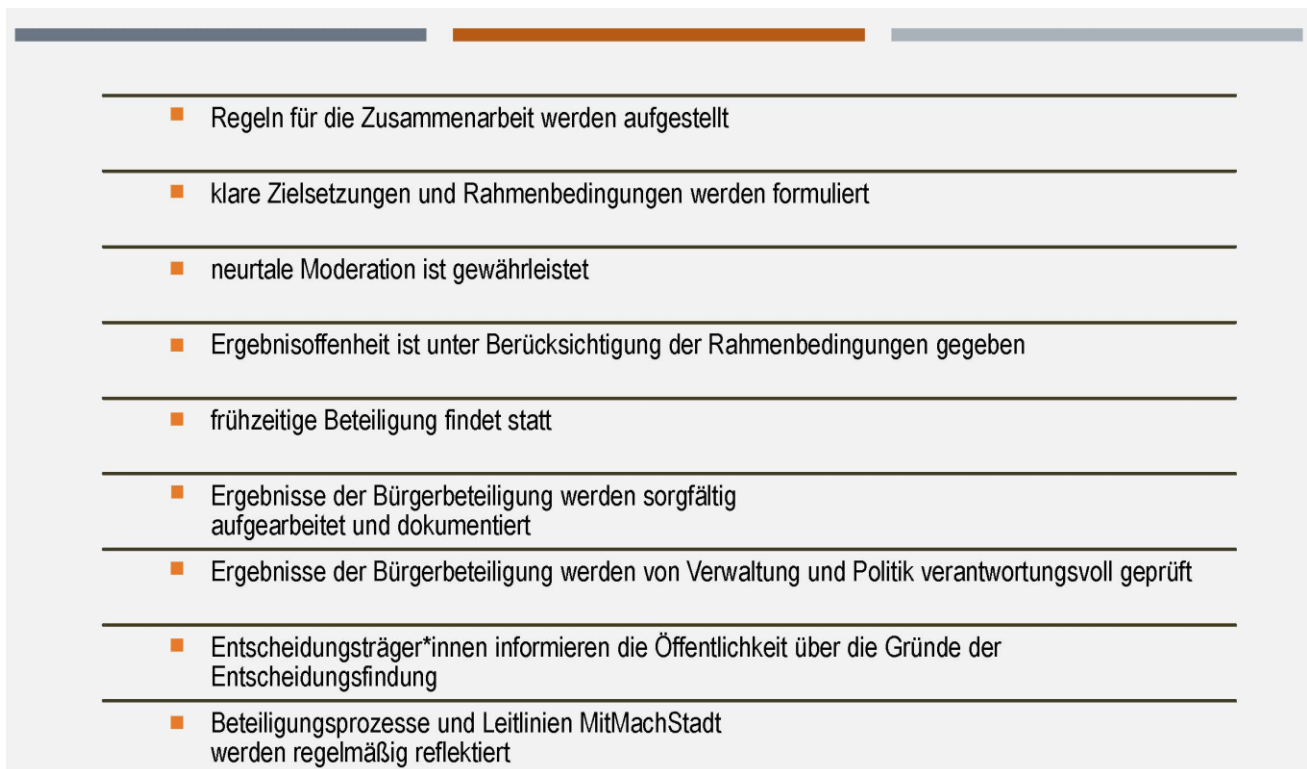 Regeln für die Zusammenarbeit werden aufgestellt
klare Zielsetzungen und Rahmenbedingungen werden formuliert
neurtale Moderation ist gewährleistet
Ergebnisoffenheit ist unter Berücksichtigung der Rahmenbedingungen gegeben
frühzeitige Beteiligung findet statt
Ergebnisse der Bürgerbeteiligung werden sorgfältig
aufgearbeitet und dokumentiert
Ergebnisse der Bürgerbeteiligung werden von Verwaltung und Politik verantwortungsvoll geprüft
Entscheidungsträger*innen informieren die Öffentlichkeit über die Gründe der
Entscheidungsfindung
Beteiligungsprozesse und Leitlinien MitMachStadt
werden regelmäßig reflektiert